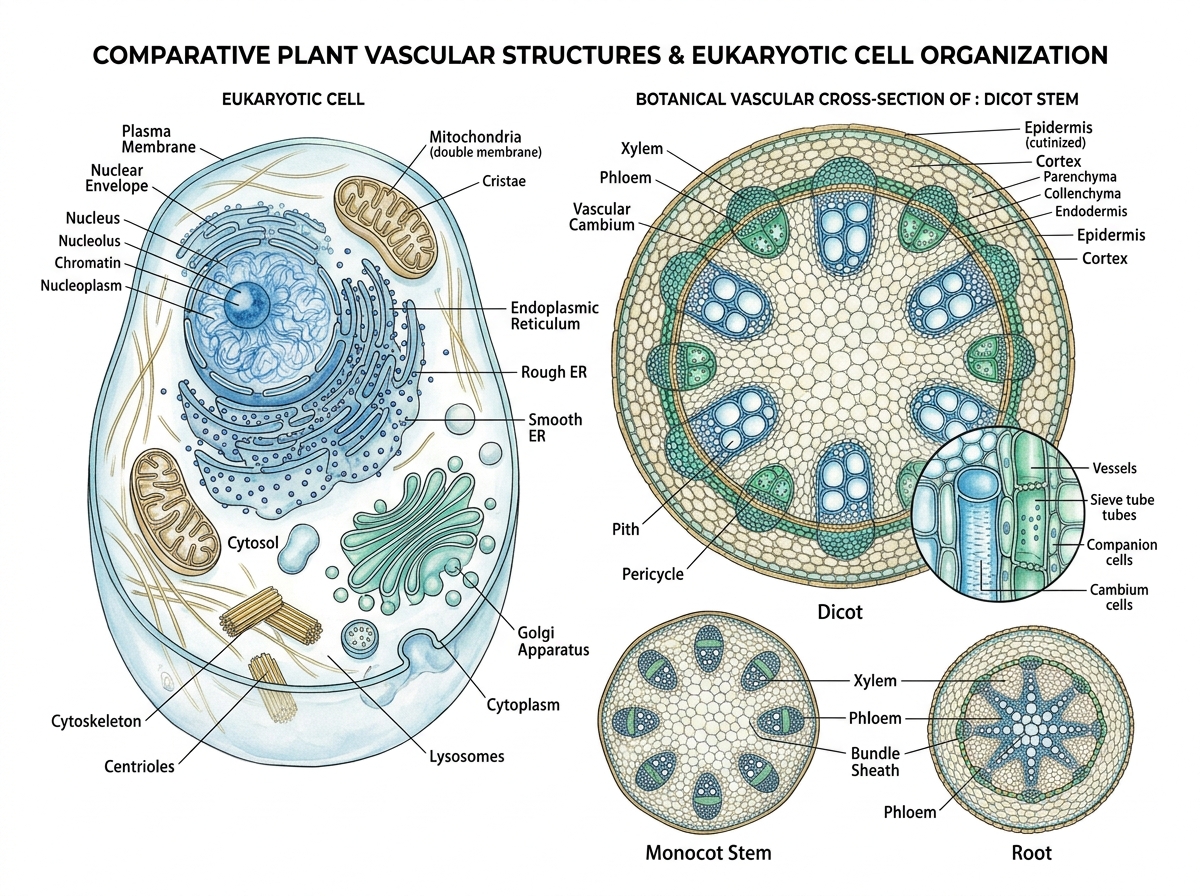 COMPARATIVE PLANT VASCULAR STRUCTURES & EUKARYOTIC CELL ORGANIZATION
EUKARYOTIC CELL
Plasma
Membrane
Nuclear
Envelope
Nucleus
Nucleolus
Chromatin
Nucleoplasm
Mitochondria
(double membrane)
Cristae
Endoplasmic
Reticulum
Rough ER
Smooth
ER
Cytosol
Golgi
Apparatus
Cytoplasm
Lysosomes
Cytoskeleton
Centrioles
BOTANICAL VASCULAR CROSS-SECTION OF : DICOT STEM
Xylem
Phloem
Vascular
Cambium
Epidermis
(cutinized)
Cortex
Parenchyma
Collenchyma
Endodermis
Epidermis
Cortex
Vessels
Sieve tube
tubes
Companion
cells
Cambium
cells
Pith
Pericycle
Dicot
Xylem
Phloem
Bundle
Sheath
Phloem
Monocot Stem
Root